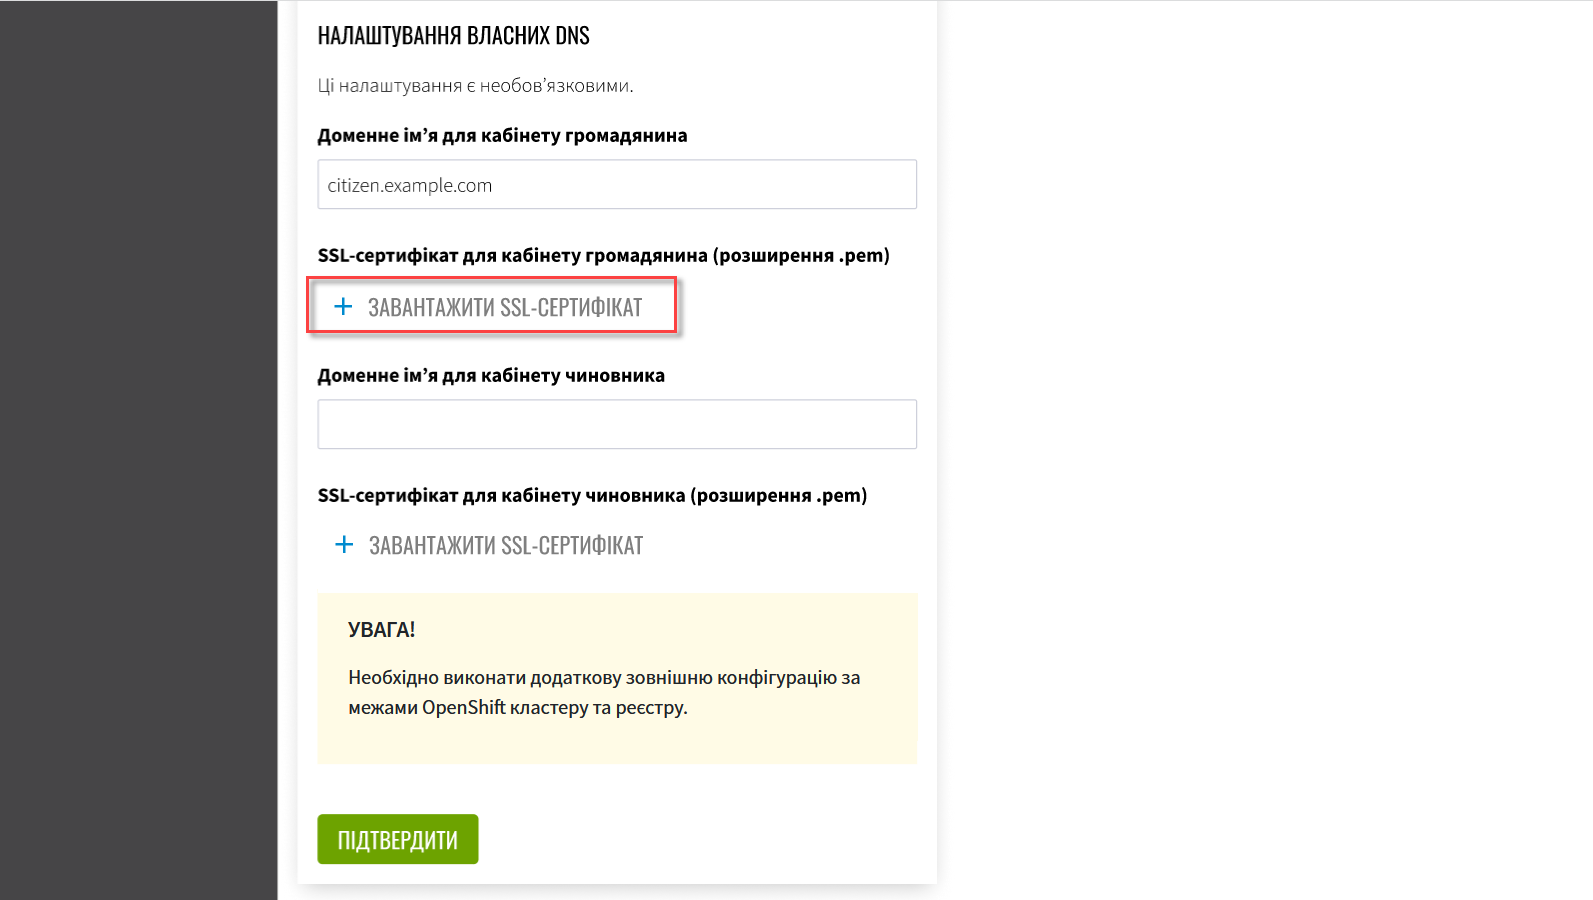 НАЛАШТУВАННЯ ВЛАСНИХ DNS
Ці налаштування є необов’язковими.
Доменне ім’я для кабінету громадянина
citizen.example.com
SSL-сертифікат для кабінету громадянина (розширення .pem)
+ ЗАВАНТАЖИТИ SSL-СЕРТИФІКАТ
Доменне ім’я для кабінету чиновника
SSL-сертифікат для кабінету чиновника (розширення .pem)
+ ЗАВАНТАЖИТИ SSL-СЕРТИФІКАТ
УВАГА!
Необхідно виконати додаткову зовнішню конфігурацію за
межами OpenShift кластеру та реєстру.
ПІДТВЕРДИТИ